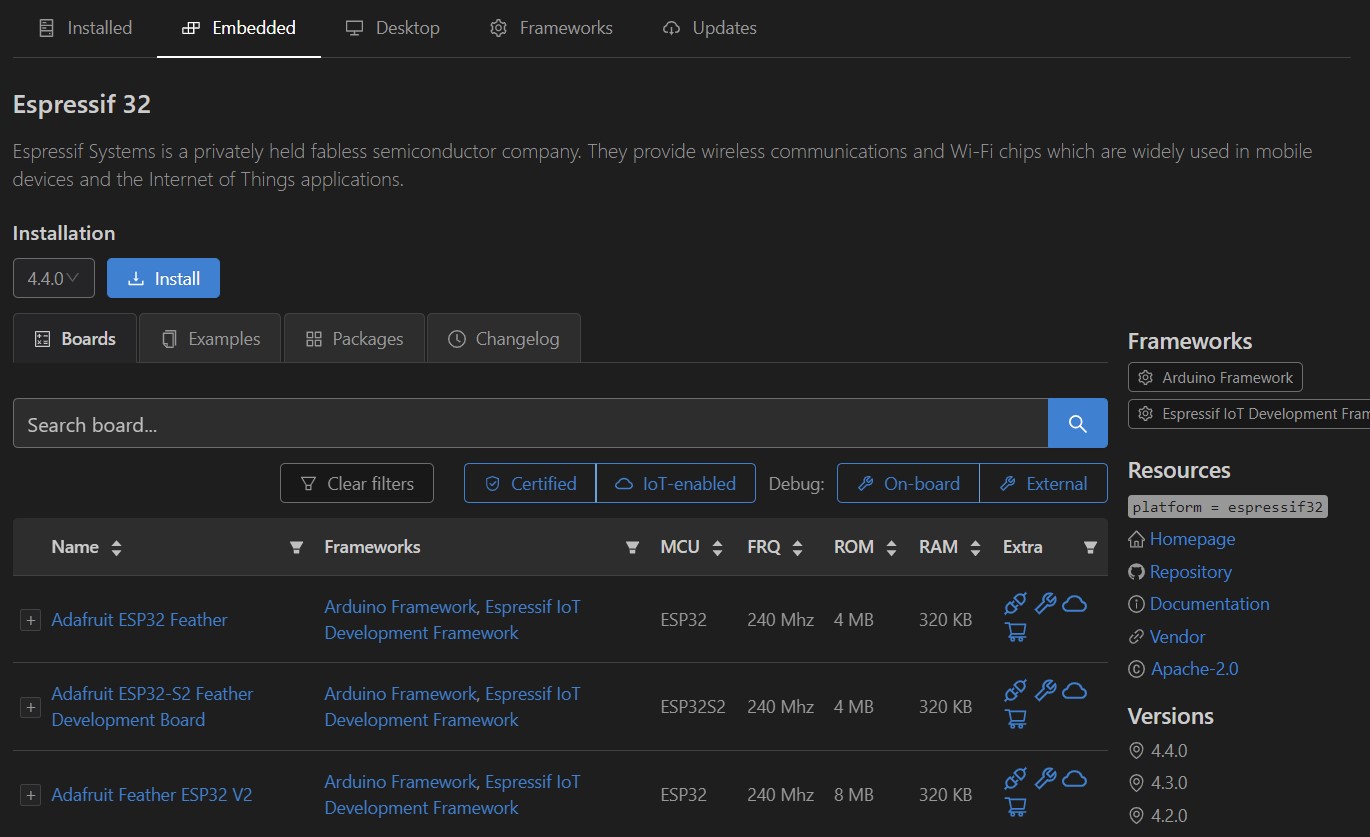 Installed Embedded Desktop Frameworks Updates
Espressif 32
Espressif Systems is a privately held fabless semiconductor company. They provide wireless communications and Wi-Fi chips which are widely used in mobile
devices and the Internet of Things applications.
Installation
4.4.0 Install
Boards Examples Packages Changelog
Search board...
Clear filters Certified IoT-enabled Debug: On-board External
Name Frameworks MCU FRQ ROM RAM Extra
Adafruit ESP32 Feather
Arduino Framework, Espressif IoT
Development Framework
ESP32 240 Mhz 4 MB 320 KB
Adafruit ESP32-S2 Feather
Development Board
Arduino Framework, Espressif IoT
Development Framework
ESP32S2 240 Mhz 4 MB 320 KB
Adafruit Feather ESP32 V2
Arduino Framework, Espressif IoT
Development Framework
ESP32 240 Mhz 8 MB 320 KB
Frameworks
Arduino Framework
Espressif IoT Development Fram
Resources
platform = espressif32
Homepage
Repository
Documentation
Vendor
Apache-2.0
Versions
4.4.0
4.3.0
4.2.0